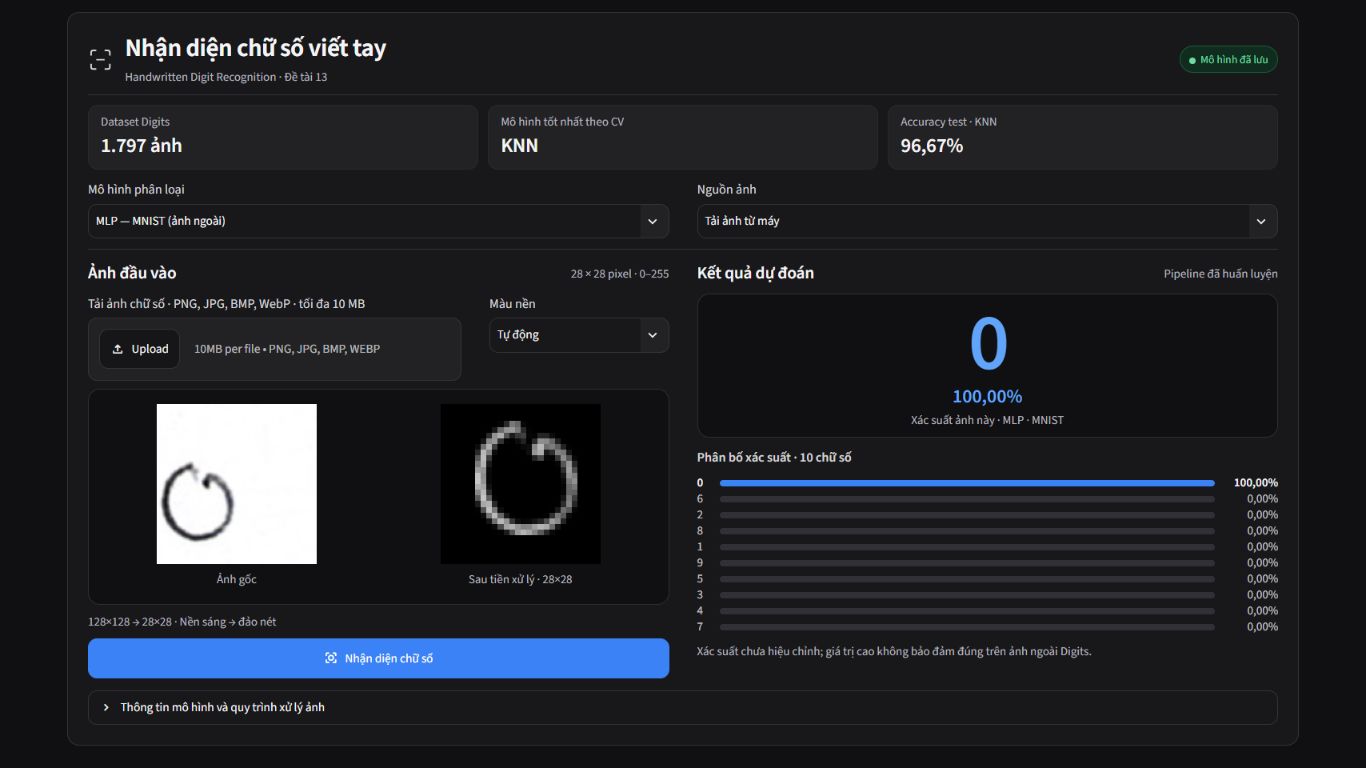 Nhận diện chữ số viết tay
Handwritten Digit Recognition · Đề tài 13
Mô hình đã lưu
Dataset Digits
1.797 ảnh
Mô hình tốt nhất theo CV
KNN
Accuracy test · KNN
96,67%
Mô hình phân loại
MLP — MNIST (ảnh ngoài)
Nguồn ảnh
Tải ảnh từ máy
Ảnh đầu vào
28 × 28 pixel · 0–255
Tải ảnh chữ số · PNG, JPG, BMP, WebP · tối đa 10 MB
Upload
10MB per file • PNG, JPG, BMP, WEBP
Màu nền
Tự động
0
0
Ảnh gốc
Sau tiền xử lý · 28×28
128×128 → 28×28 · Nền sáng → đảo nét
Nhận diện chữ số
Kết quả dự đoán
Pipeline đã huấn luyện
0
100,00%
Xác suất ảnh này · MLP · MNIST
Phân bố xác suất · 10 chữ số
0 100,00%
6 0,00%
2 0,00%
8 0,00%
1 0,00%
9 0,00%
5 0,00%
3 0,00%
4 0,00%
7 0,00%
Xác suất chưa hiệu chỉnh; giá trị cao không bảo đảm đúng trên ảnh ngoài Digits.
Thông tin mô hình và quy trình xử lý ảnh